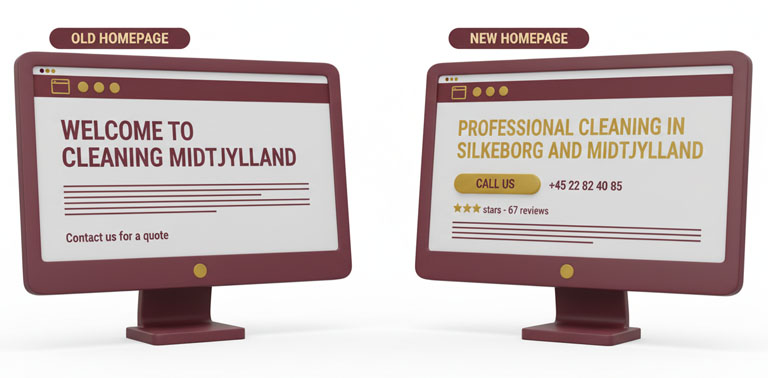 OLD HOMEPAGE
WELCOME TO
CLEANING MIDTJYLLAND
Contact us for a quote
NEW HOMEPAGE
PROFESSIONAL CLEANING IN
SILKEBORG AND MIDTJYLLAND
CALL US
+45 22 82 40 85
stars - 67 reviews